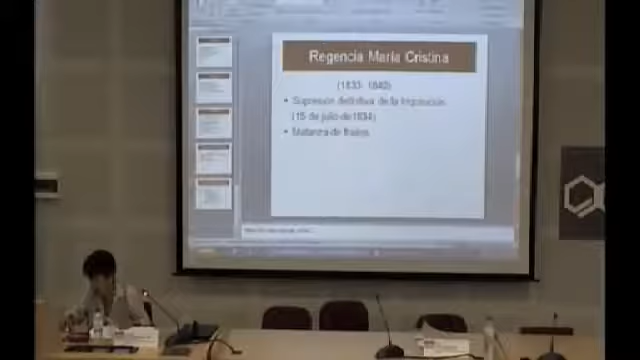 Regencia María Cristina
(1833- 1840)
• Supresión definitiva de la Inquisición
(15 de julio de 1834)
• Matanza de frailes